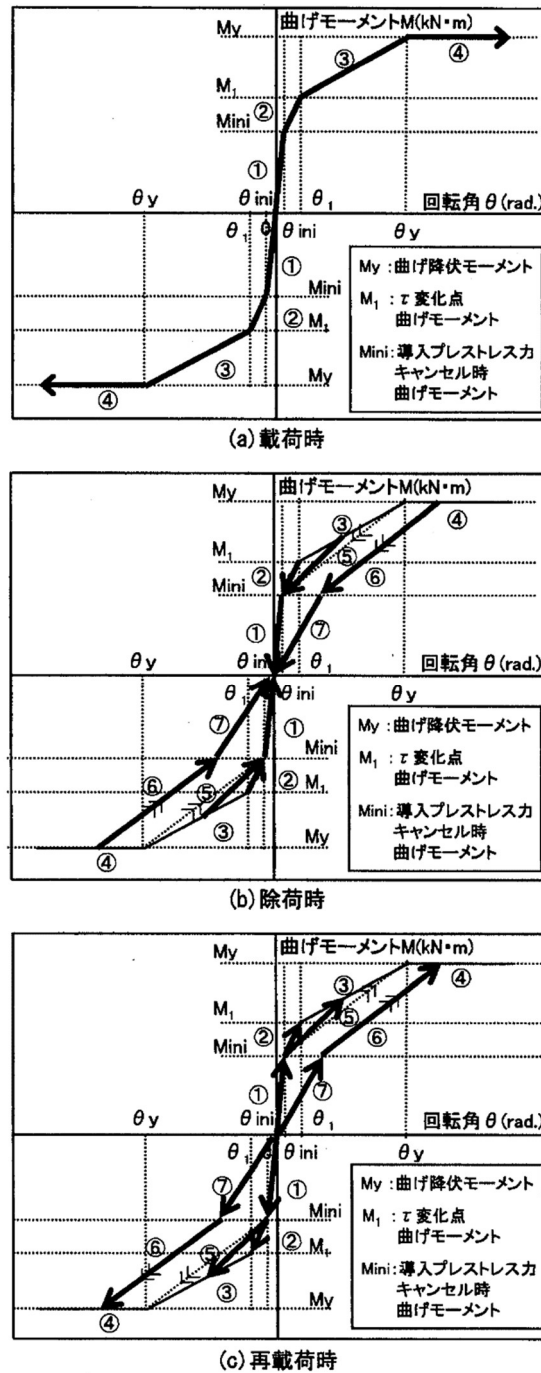 曲げモーメントM(kN・m)
My
③
④
M₁
②
Mini
①
θy
θini
θ₁
回転角θ(rad.)
θ₁
0
θini
θy
①
Mini
②
M₁
③
My
④
My:曲げ降伏モーメント
M₁:τ変化点
曲げモーメント
Mini:導入プレストレス力
キャンセル時
曲げモーメント
(a)載荷時
曲げモーメントM(kN・m)
My
③
④
M₁
⑤
②
⑥
Mini
①
⑦
θy
θini
θ₁
回転角θ(rad.)
θ₁
θini
θy
⑦
①
Mini
⑥
⑤
②
M₁
③
My
④
My:曲げ降伏モーメント
M₁:τ変化点
曲げモーメント
Mini:導入プレストレス力
キャンセル時
曲げモーメント
(b)除荷時
曲げモーメントM(kN・m)
My
③
④
M₁
⑤
②
⑥
Mini
①
⑦
θy
θini
θ₁
回転角θ(rad.)
θ₁
θini
θy
⑦
①
Mini
⑥
⑤
②
M₁
③
My
④
My:曲げ降伏モーメント
M₁:τ変化点
曲げモーメント
Mini:導入プレストレス力
キャンセル時
曲げモーメント
(c)再載荷時